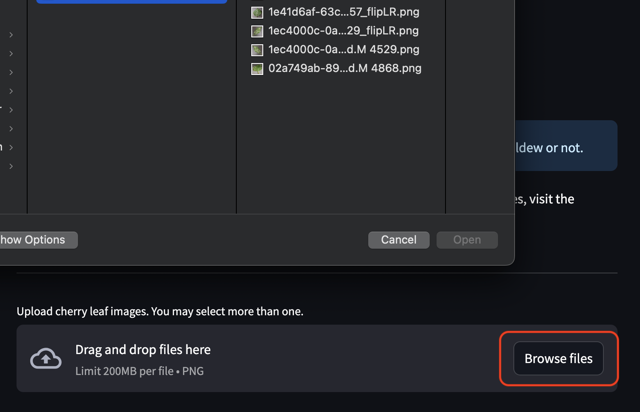 1e41d6af-63c...57_flipLR.png
1ec4000c-0a...29_flipLR.png
1ec4000c-0a...d.M 4529.png
02a749ab-89...d.M 4868.png
ldew or not.
es, visit the
how Options
Cancel
Open
Upload cherry leaf images. You may select more than one.
Drag and drop files here
Limit 200MB per file • PNG
Browse files